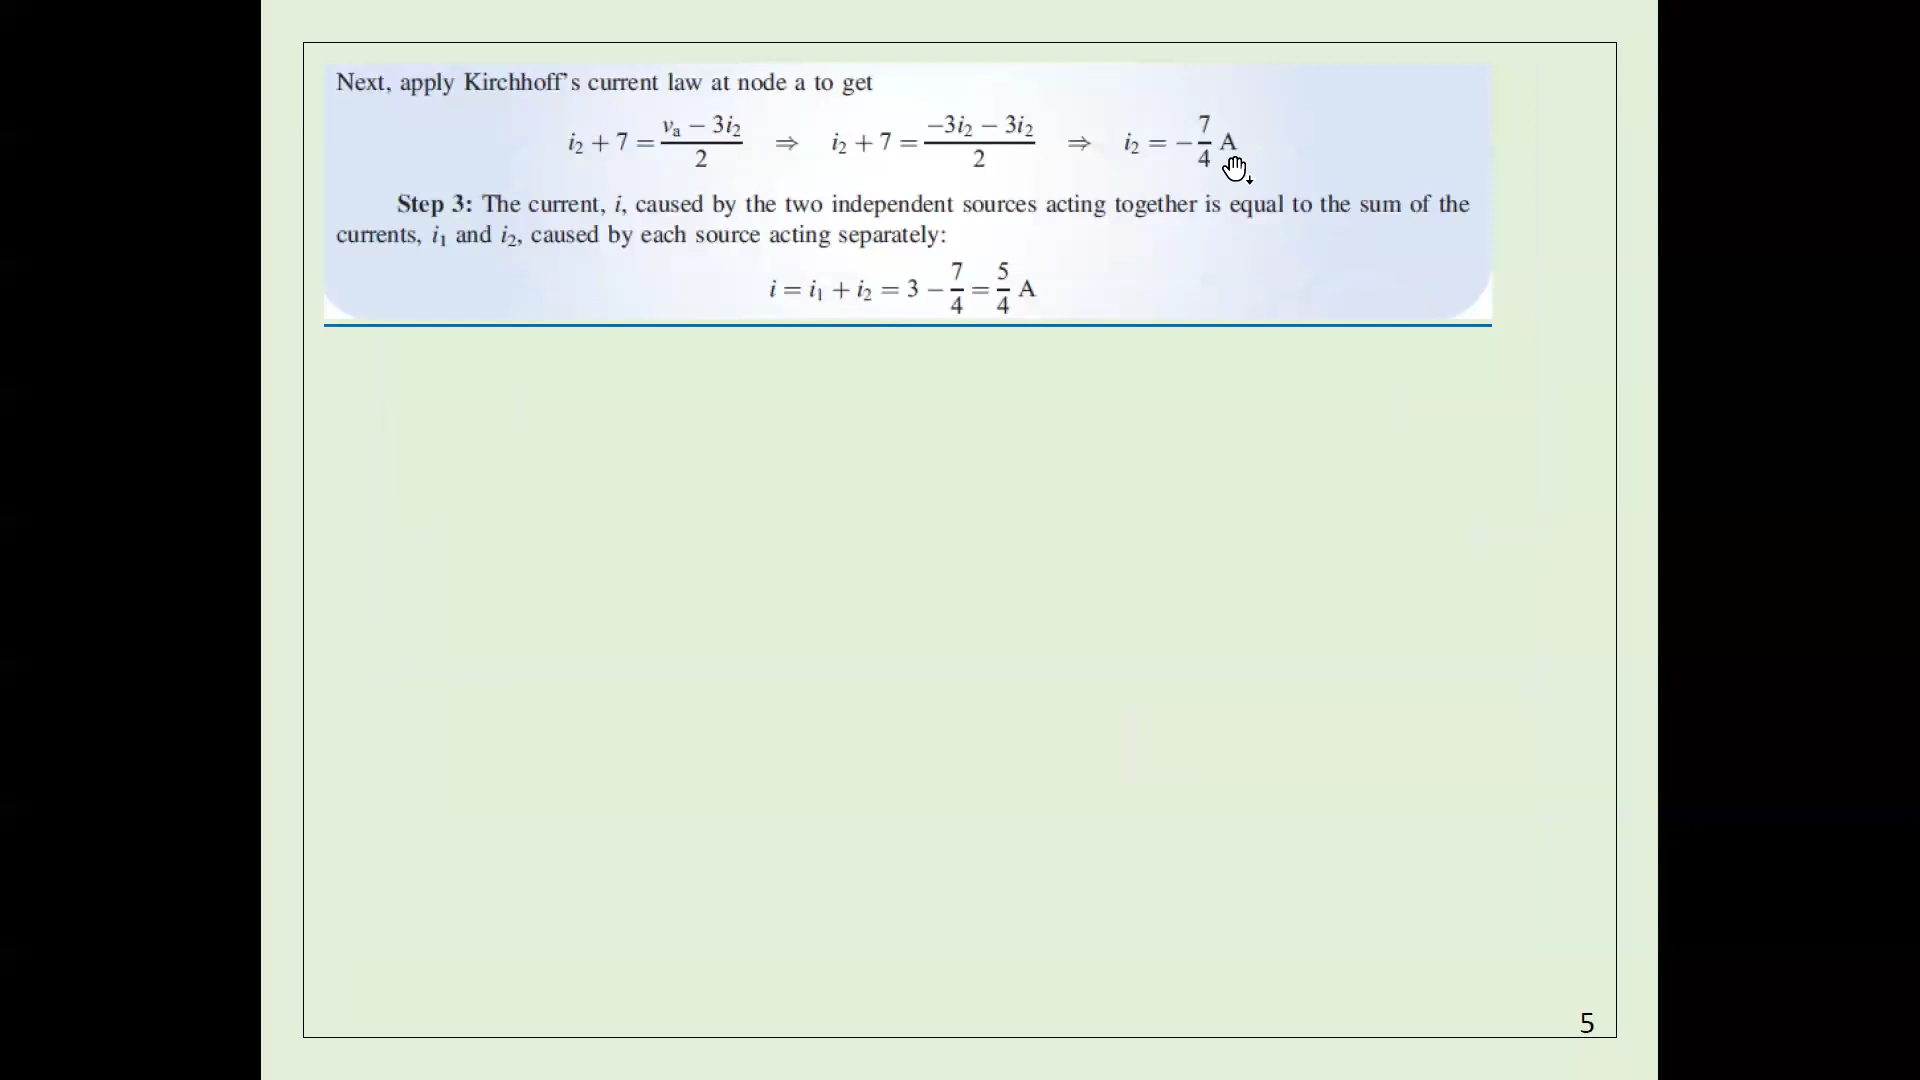 Next, apply Kirchhoff's current law at node a to get
i₂ + 7 = (vₐ − 3i₂)/2 ⇒ i₂ + 7 = (−3i₂ − 3i₂)/2 ⇒ i₂ = −7/4 A
Step 3: The current, i, caused by the two independent sources acting together is equal to the sum of the
currents, i₁ and i₂, caused by each source acting separately:
i = i₁ + i₂ = 3 − 7/4 = 5/4 A
5